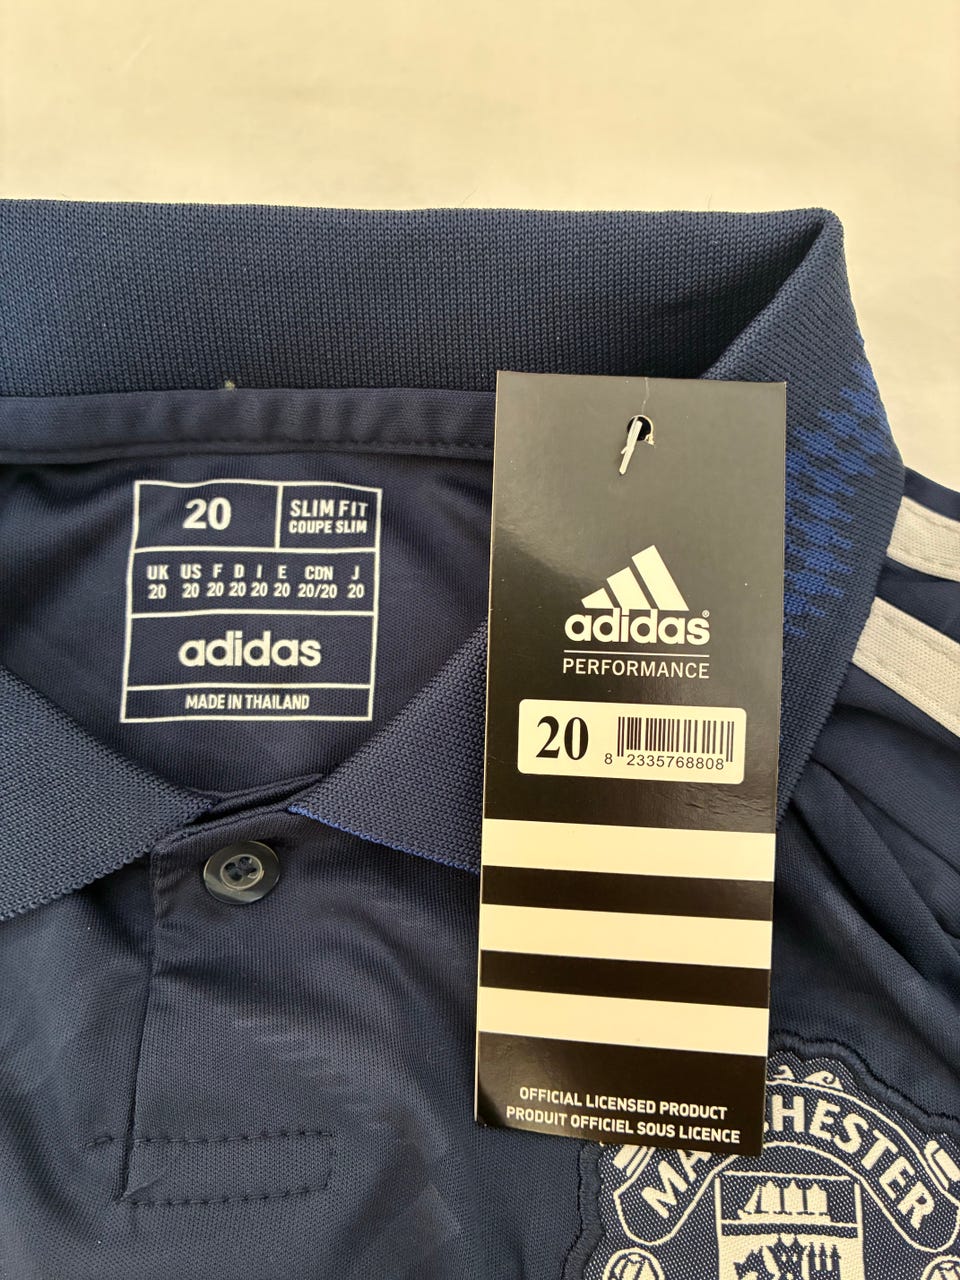 20
SLIM FIT
COUPE SLIM
UK US F D I E CDN J
20 20 20 20 20 20 20/20 20
adidas
MADE IN THAILAND
adidas®
PERFORMANCE
20
8 2335768808
OFFICIAL LICENSED PRODUCT
PRODUIT OFFICIEL SOUS LICENCE
MANCHESTER